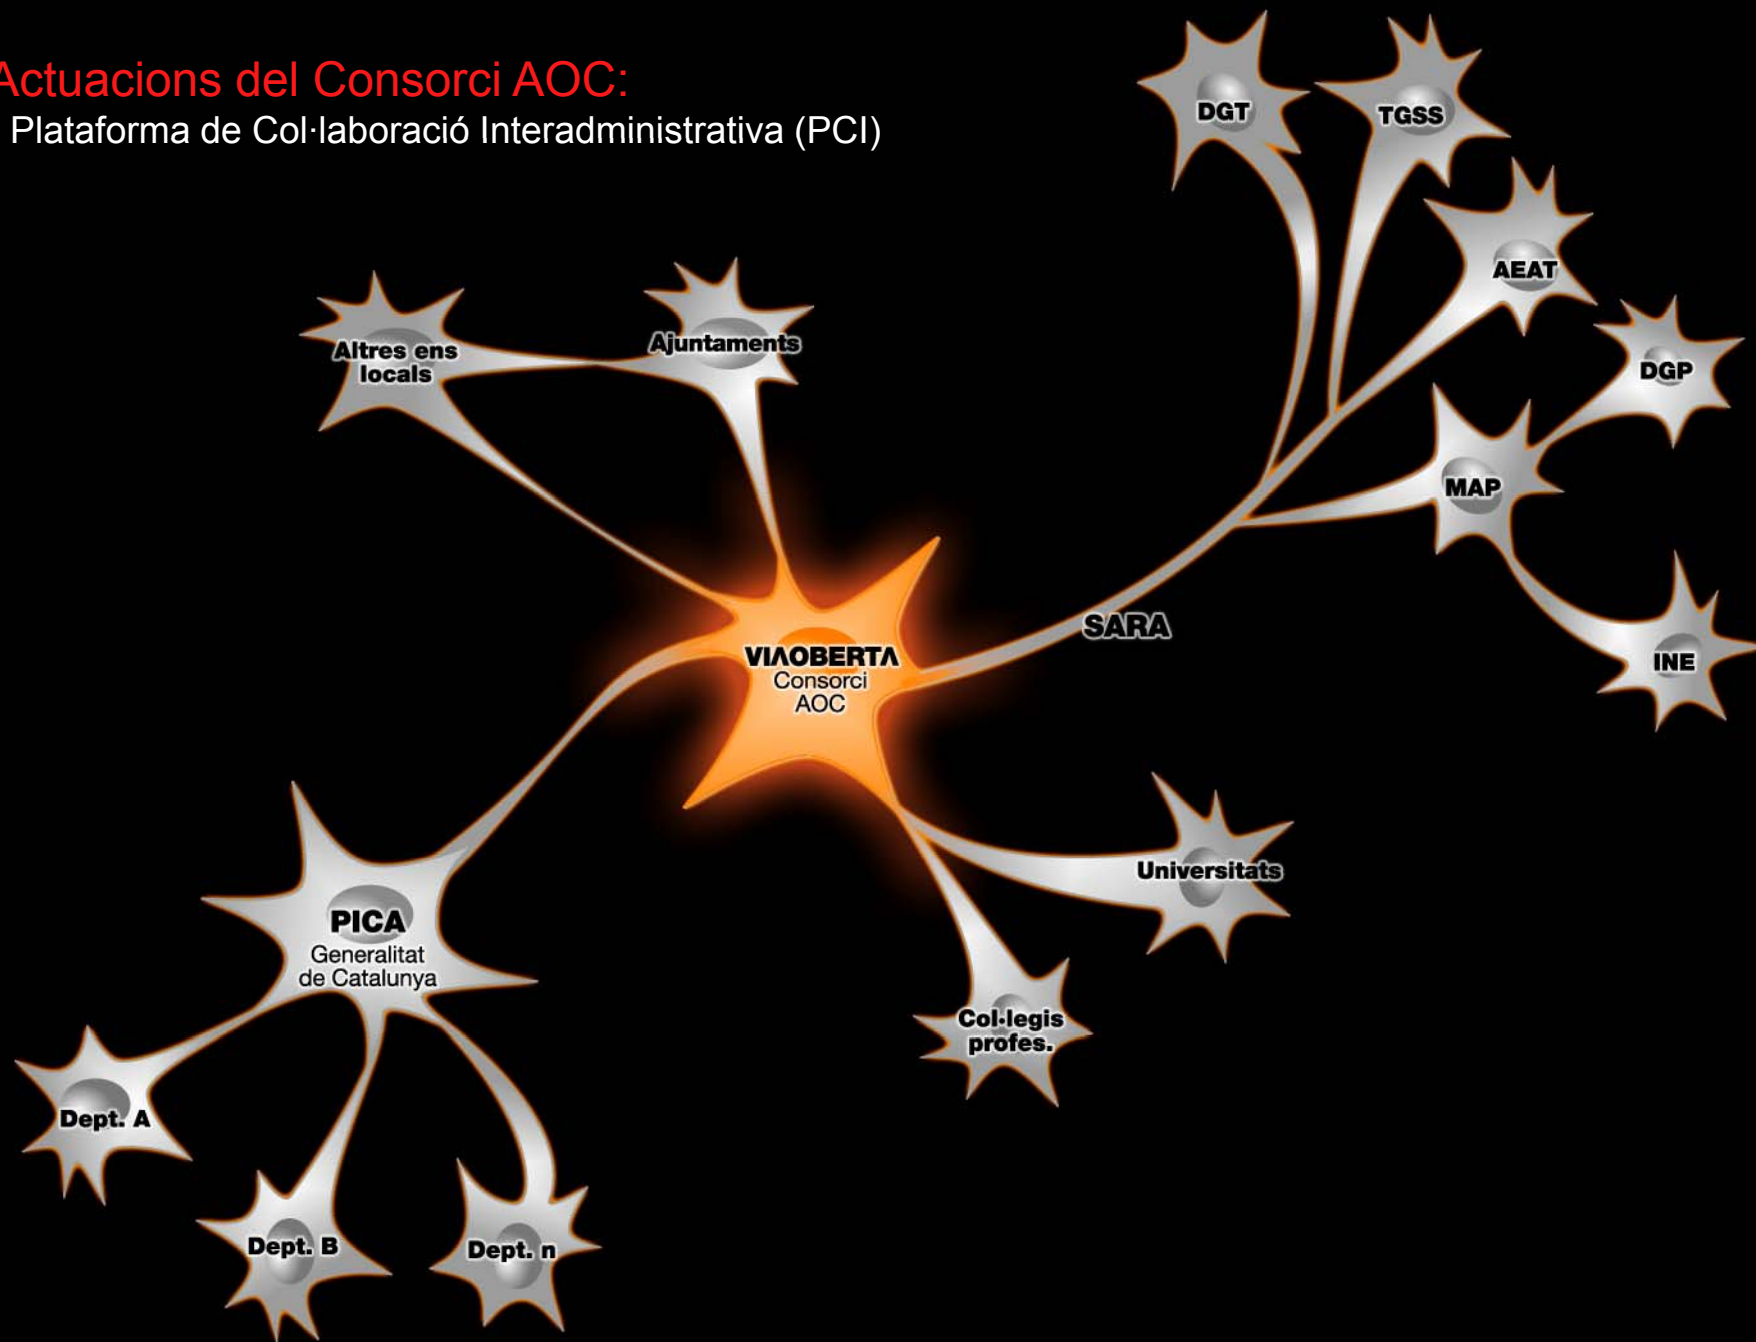 Actuacions del Consorci AOC:
Plataforma de Col·laboració Interadministrativa (PCI)
DGT
TGSS
AEAT
DGP
MAP
INE
SARA
Altres ens
locals
Ajuntaments
VIAOBERTA
Consorci
AOC
Universitats
Col·legis
profes.
PICA
Generalitat
de Catalunya
Dept. A
Dept. B
Dept. n